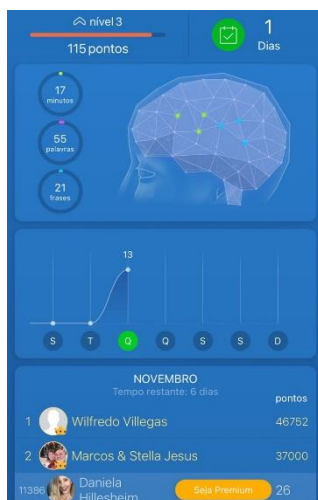 nível 3
115 pontos
1
Dias
17
minutos
55
palavras
21
frases
13
S T Q Q S S D
NOVEMBRO
Tempo restante: 6 dias
pontos
1 Wilfredo Villegas 46752
2 Marcos & Stella Jesus 37000
11386 Daniela Hillesheim Seja Premium 26